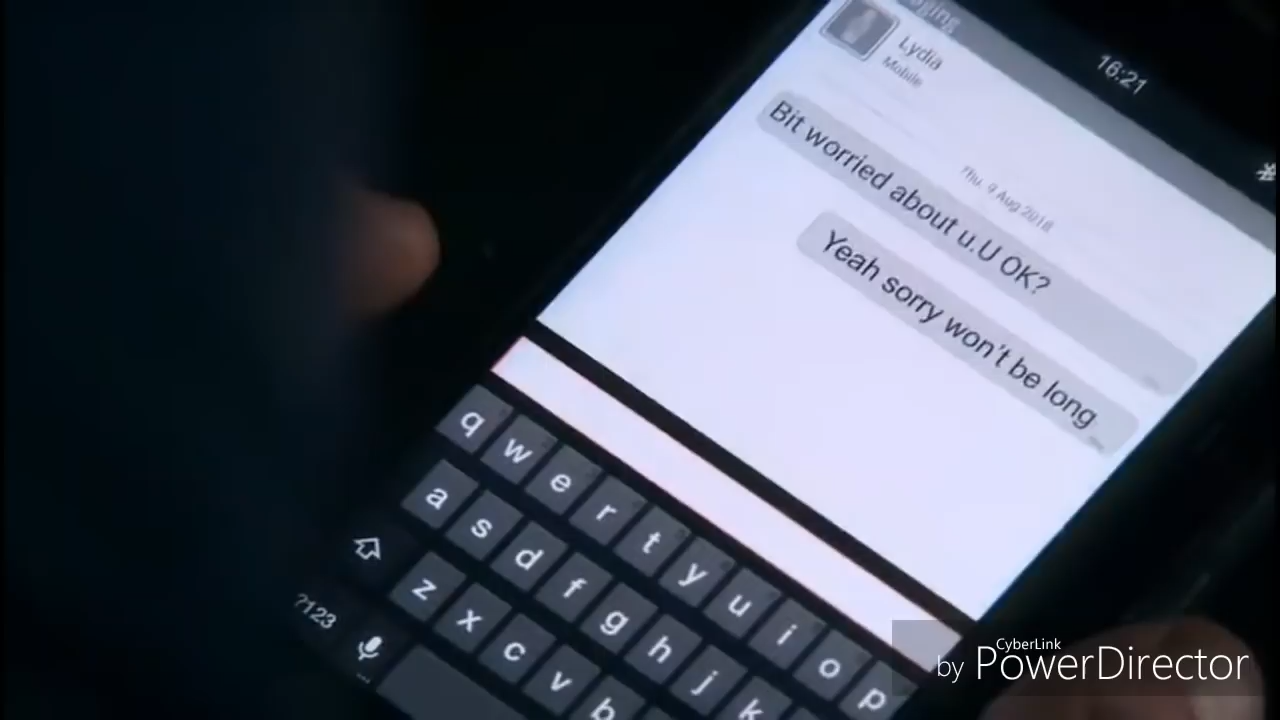 16:21
Lydia
Mobile
Bit worried about u.U OK?
Thu, 9 Aug 2018
Yeah sorry won't be long
q w e r t y u i o p
a s d f g h j k
z x c v b
?123
CyberLink
by PowerDirector